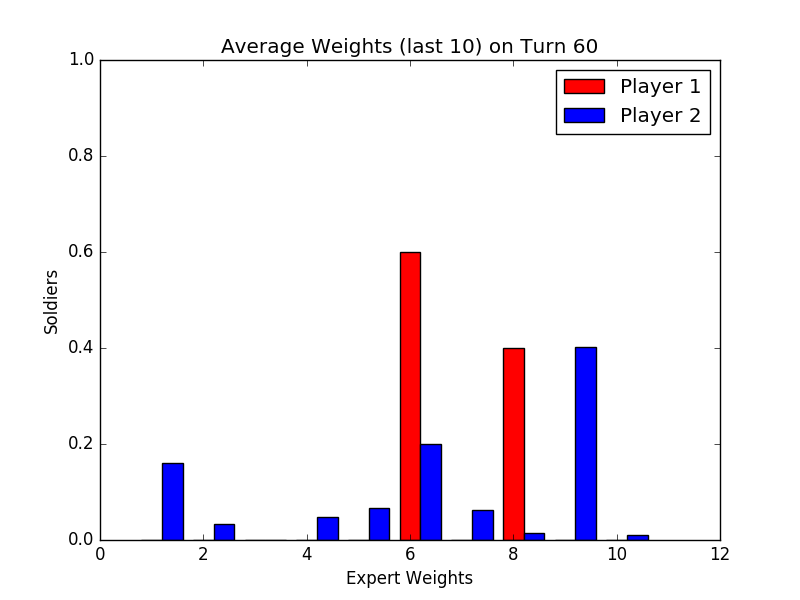 Average Weights (last 10) on Turn 60
1.0
Player 1
Player 2
0.8
0.6
0.4
0.2
0.0
Soldiers
0 2 4 6 8 10 12
Expert Weights